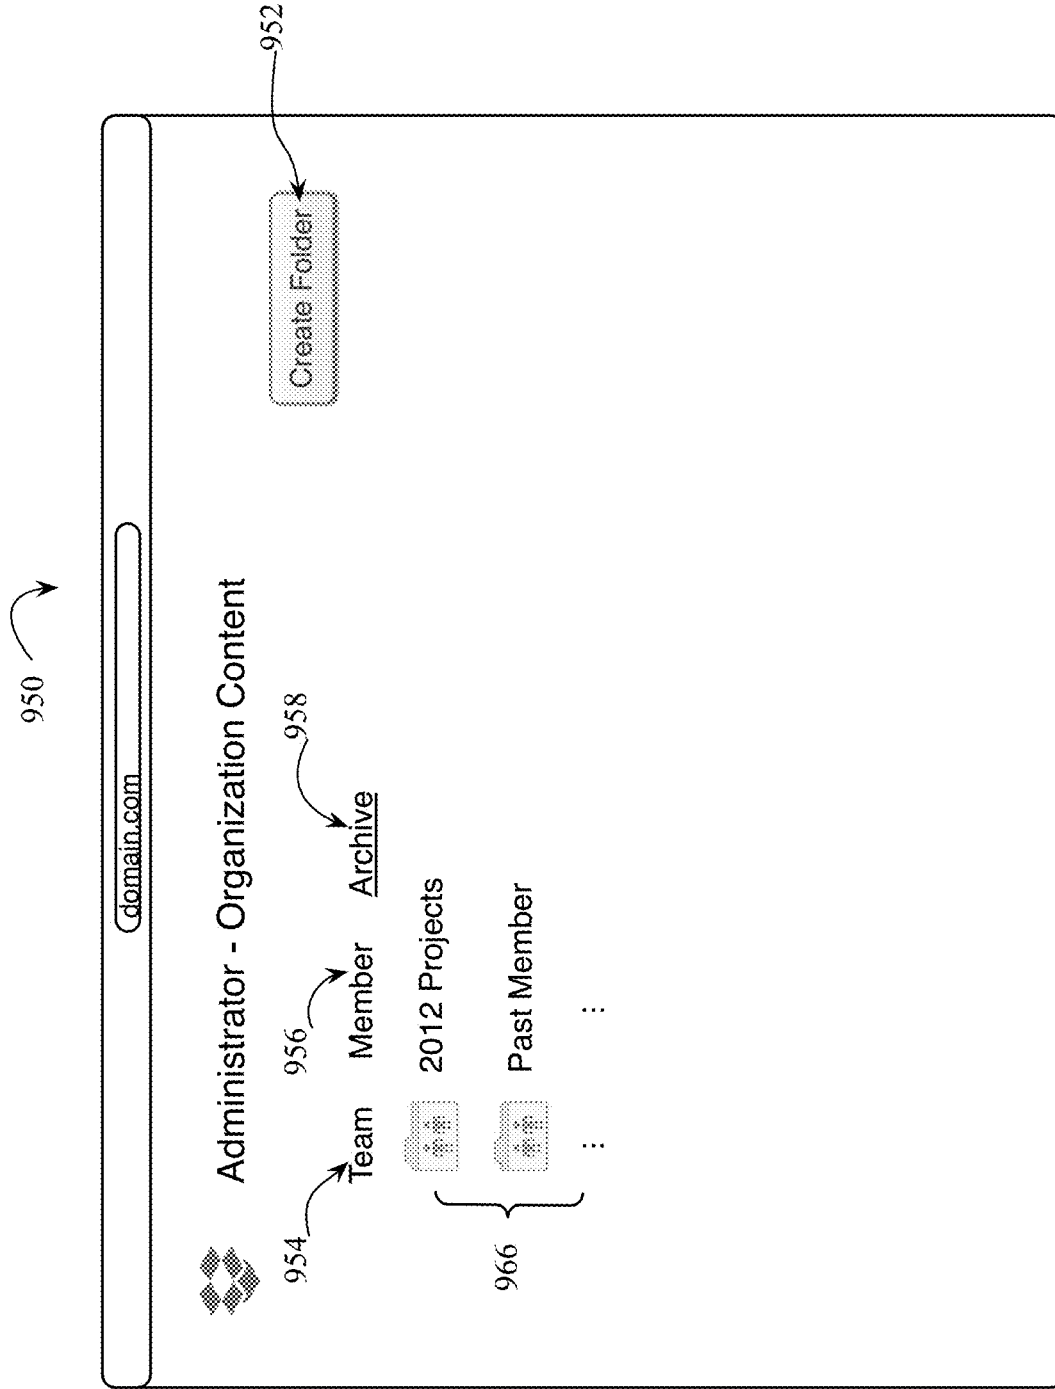 950
domain.com
Administrator - Organization Content
952
Create Folder
954
956
958
Team Member Archive
966
2012 Projects
Past Member
... ...